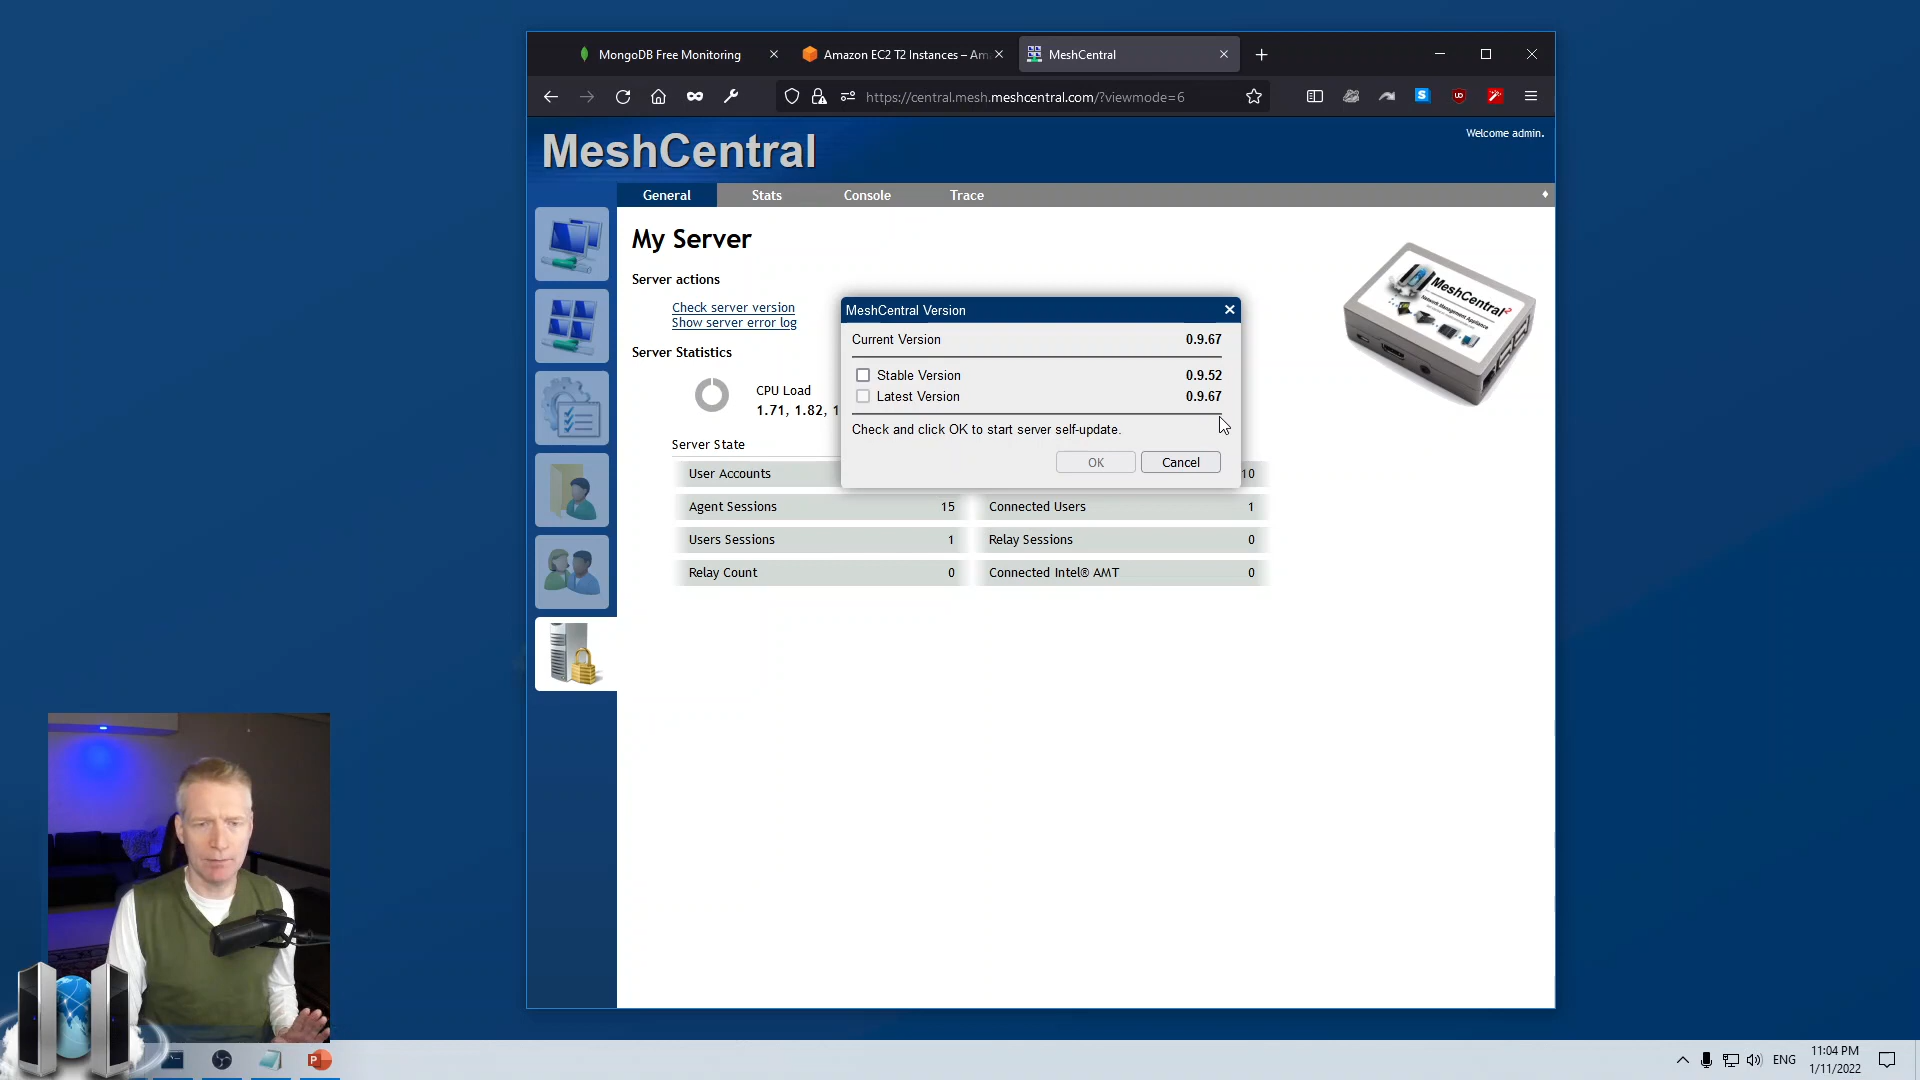 MongoDB Free Monitoring
Amazon EC2 T2 Instances – Am
MeshCentral
https://central.mesh.meshcentral.com/?viewmode=6
S
UD
MeshCentral
Welcome admin.
General
Stats
Console
Trace
My Server
Server actions
Check server version
Show server error log
Server Statistics
CPU Load
1.71, 1.82, 1
Server State
User Accounts
10
Agent Sessions 15
Connected Users 1
Users Sessions 1
Relay Sessions 0
Relay Count 0
Connected Intel® AMT 0
MeshCentral Version
Current Version 0.9.67
Stable Version 0.9.52
Latest Version 0.9.67
Check and click OK to start server self-update.
OK
Cancel
MeshCentral2
Network Management Appliance
P
ENG
11:04 PM
1/11/2022